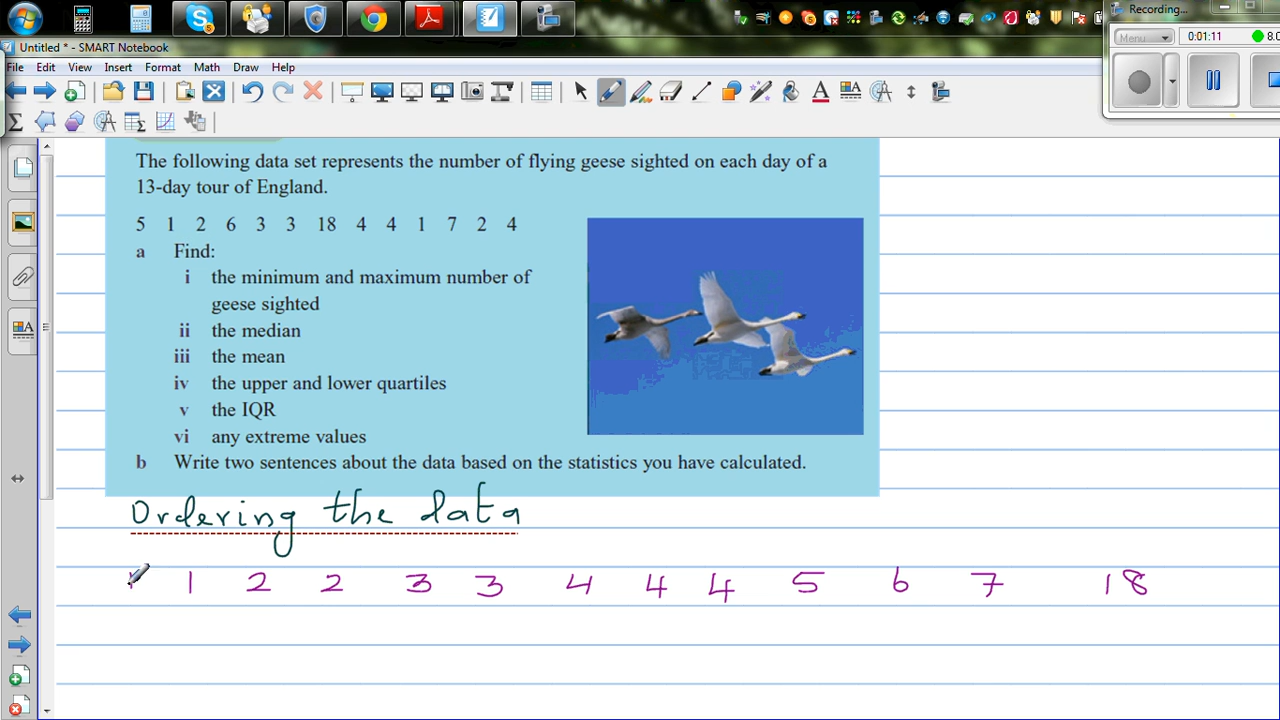 Recording...
Untitled * - SMART Notebook
Menu
0:01:11
8.0
File Edit View Insert Format Math Draw Help
The following data set represents the number of flying geese sighted on each day of a
13-day tour of England.
5 1 2 6 3 3 18 4 4 1 7 2 4
a Find:
i the minimum and maximum number of
geese sighted
ii the median
iii the mean
iv the upper and lower quartiles
v the IQR
vi any extreme values
b Write two sentences about the data based on the statistics you have calculated.
Ordering the data
1 1 2 2 3 3 4 4 4 5 6 7 18